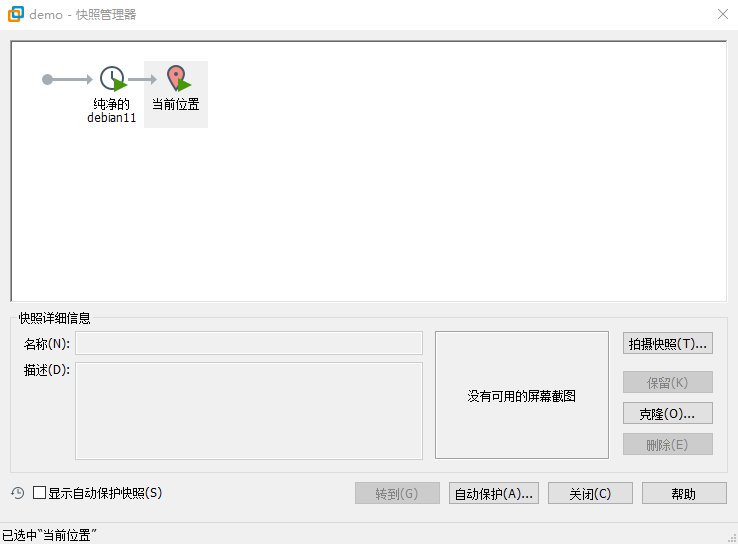 demo - 快照管理器
纯净的
debian11
当前位置
快照详细信息
名称(N):
描述(D):
没有可用的屏幕截图
拍摄快照(T)...
保留(K)
克隆(O)...
删除(E)
显示自动保护快照(S)
转到(G)
自动保护(A)...
关闭(C)
帮助
已选中"当前位置"